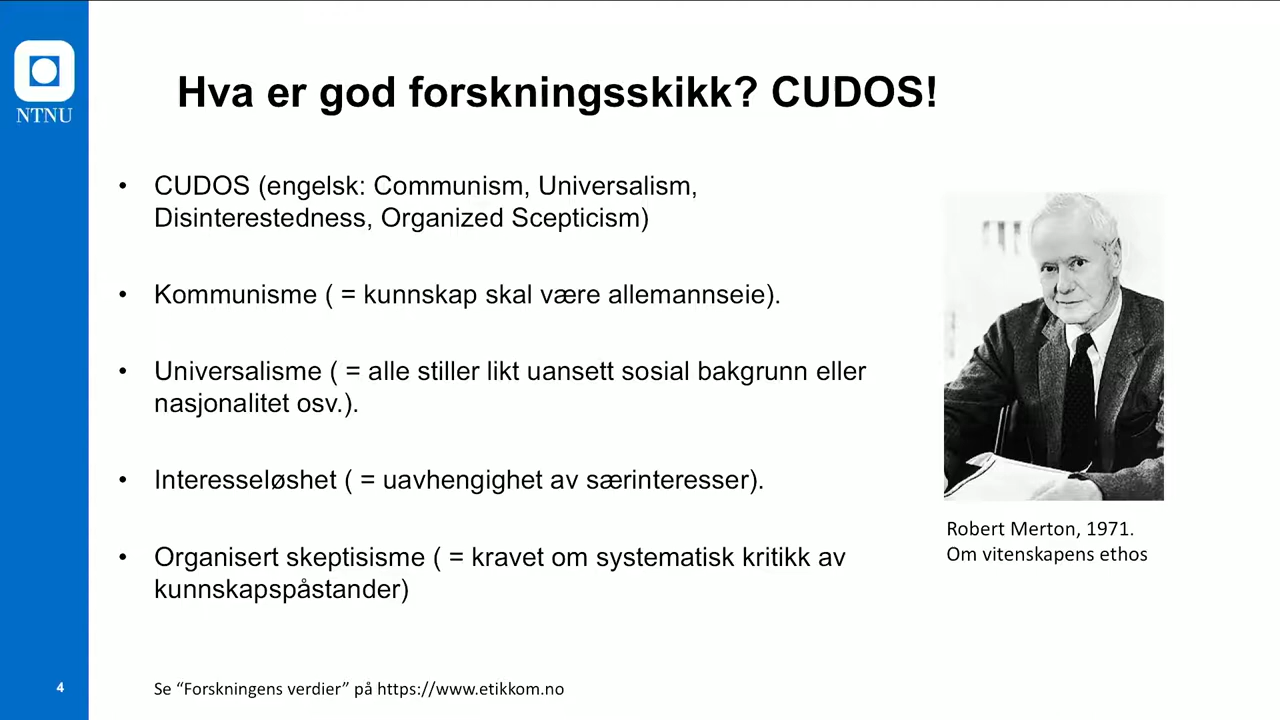 NTNU
Hva er god forskningsskikk? CUDOS!
• CUDOS (engelsk: Communism, Universalism,
Disinterestedness, Organized Scepticism)
• Kommunisme ( = kunnskap skal være allemannseie).
• Universalisme ( = alle stiller likt uansett sosial bakgrunn eller
nasjonalitet osv.).
• Interesseløshet ( = uavhengighet av særinteresser).
• Organisert skeptisisme ( = kravet om systematisk kritikk av
kunnskapspåstander)
Robert Merton, 1971.
Om vitenskapens ethos
4
Se “Forskningens verdier” på https://www.etikkom.no